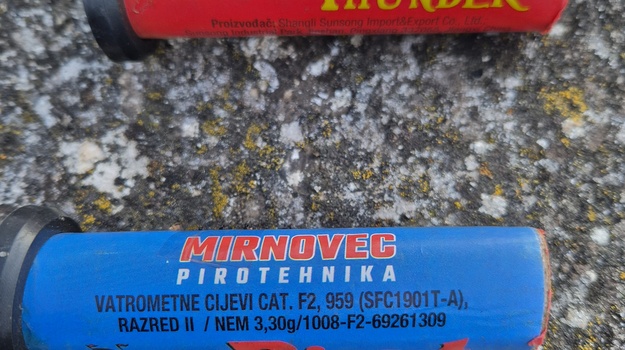 THUNDER
Proizvođač: Shangli Sunsong Import&Export Co., Ltd.,
MIRNOVEC
PIROTEHNIKA
VATROMETNE CIJEVI CAT. F2, 959 (SFC1901T-A),
RAZRED II / NEM 3,30g/1008-F2-69261309